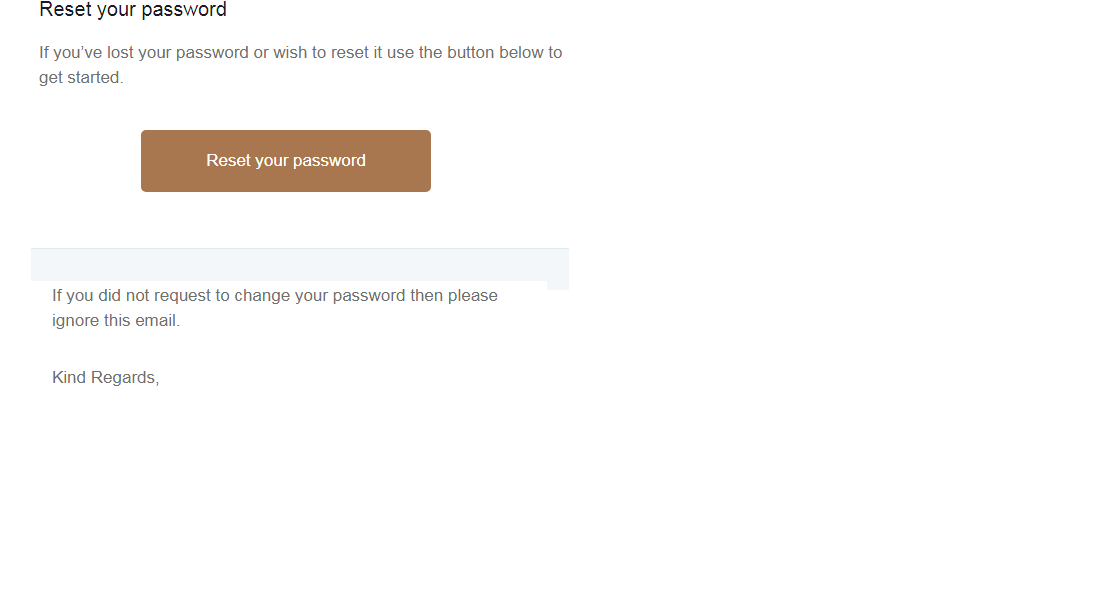 Reset your password
If you’ve lost your password or wish to reset it use the button below to
get started.
Reset your password
If you did not request to change your password then please
ignore this email.
Kind Regards,